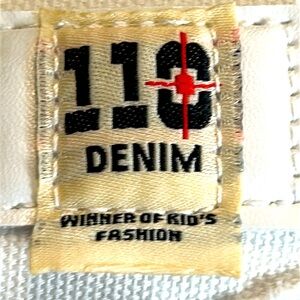 110
DENIM
WINNER OF KID'S
FASHION